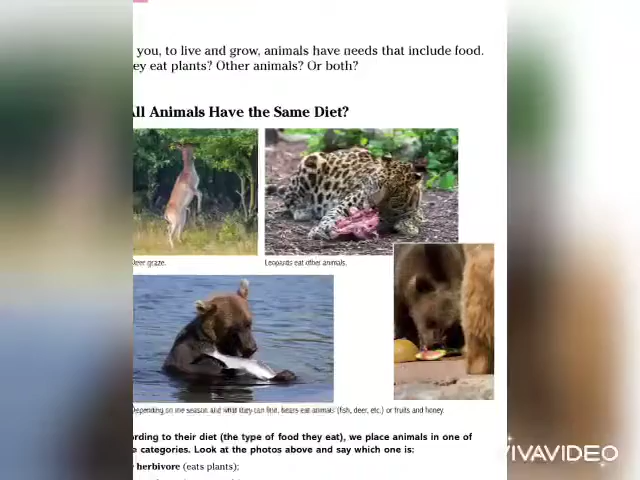 you, to live and grow, animals have needs that include food.
ey eat plants? Other animals? Or both?
All Animals Have the Same Diet?
Deer graze.
Leopards eat other animals.
Depending on the season and what they can find, bears eat animals (fish, deer, etc.) or fruits and honey.
ording to their diet (the type of food they eat), we place animals in one of
e categories. Look at the photos above and say which one is:
herbivore (eats plants);
VIVAVIDEO